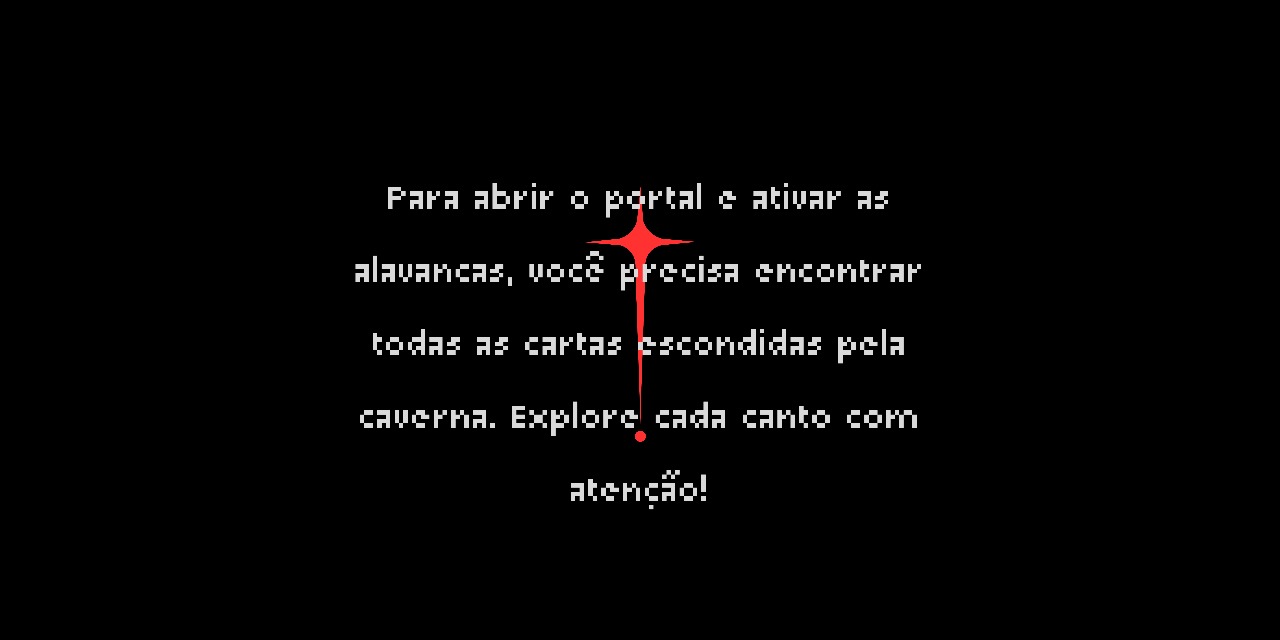 Para abrir o portal e ativar as
alavancas, você precisa encontrar
todas as cartas escondidas pela
caverna. Explore cada canto com
atenção!